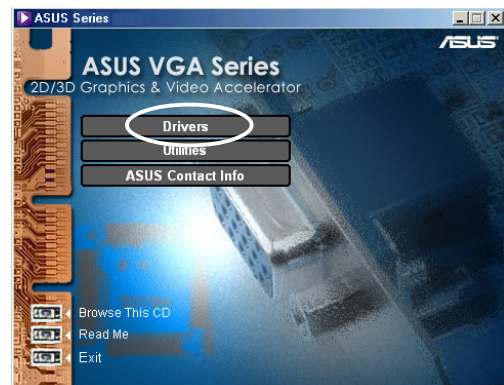 ASUS Series
ASUS
ASUS VGA Series
2D/3D Graphics & Video Accelerator
Drivers
Utilities
ASUS Contact Info
Browse This CD
Read Me
Exit